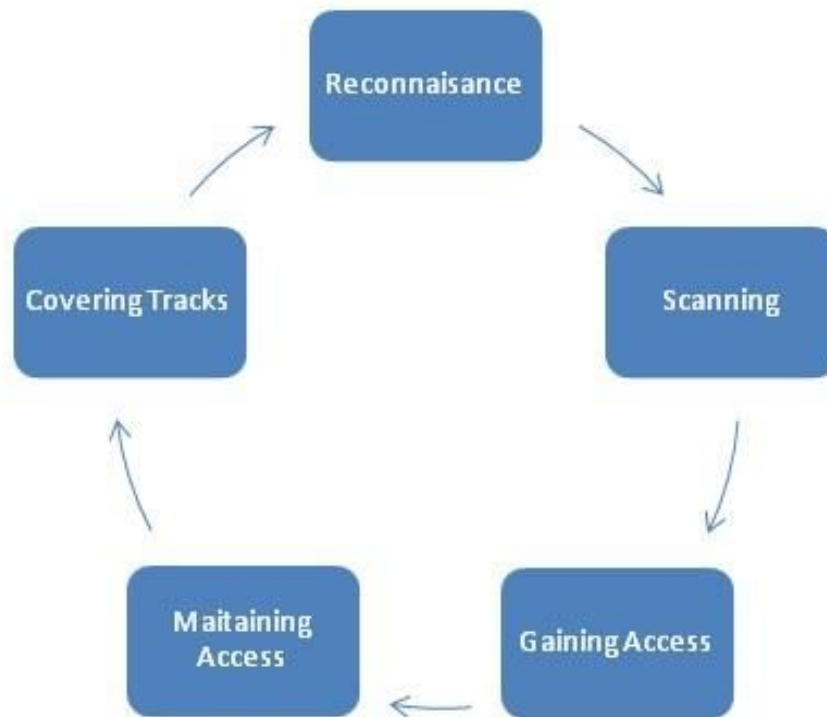 Reconnaisance
Scanning
Gaining Access
Maitaining
Access
Covering Tracks